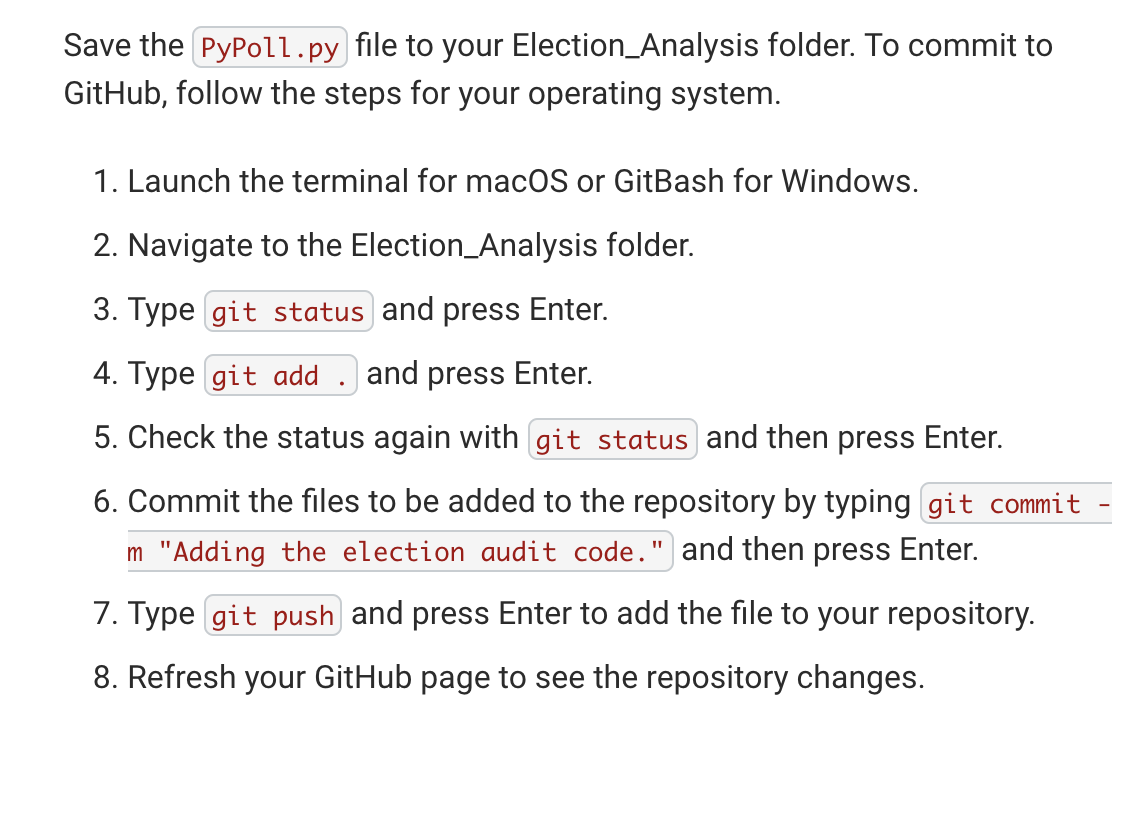 Save the PyPoll.py file to your Election_Analysis folder. To commit to
GitHub, follow the steps for your operating system.
1. Launch the terminal for macOS or GitBash for Windows.
2. Navigate to the Election_Analysis folder.
3. Type git status and press Enter.
4. Type git add . and press Enter.
5. Check the status again with git status and then press Enter.
6. Commit the files to be added to the repository by typing git commit -
m "Adding the election audit code." and then press Enter.
7. Type git push and press Enter to add the file to your repository.
8. Refresh your GitHub page to see the repository changes.